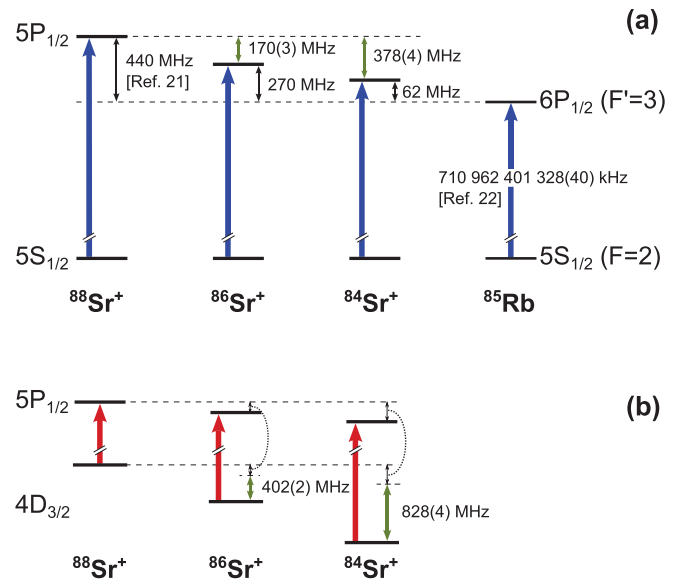 (a)
5P1/2
440 MHz
[Ref. 21]
170(3) MHz
270 MHz
378(4) MHz
62 MHz
6P1/2 (F'=3)
710 962 401 328(40) kHz
[Ref. 22]
5S1/2
5S1/2 (F=2)
88Sr+ 86Sr+ 84Sr+ 85Rb
(b)
5P1/2
4D3/2
402(2) MHz
828(4) MHz
88Sr+ 86Sr+ 84Sr+